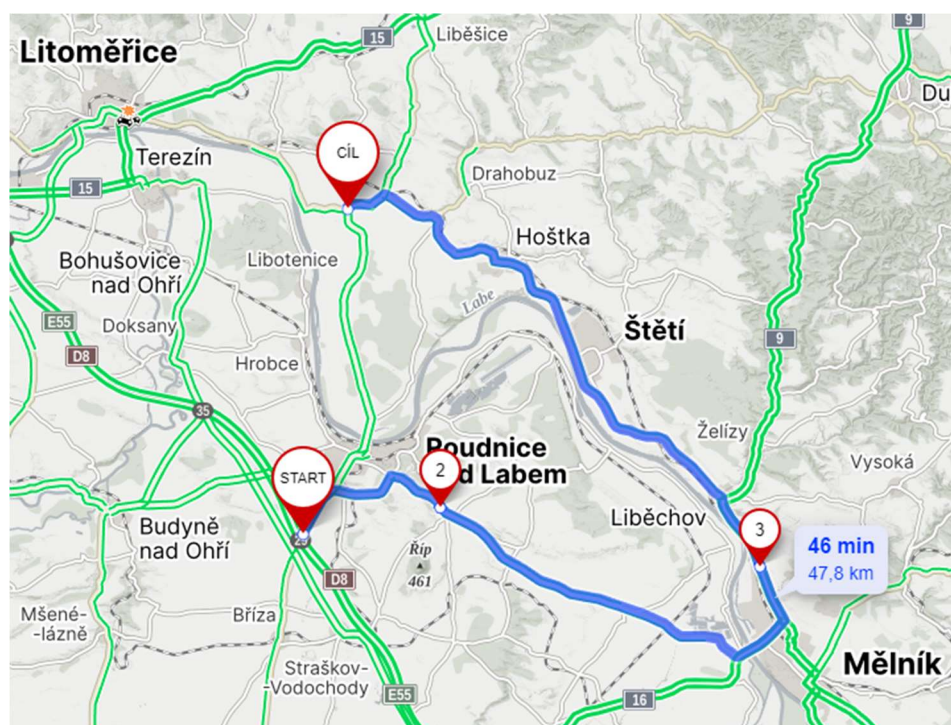 9
Liběšice
15
Litoměřice
Du
Terezín
CÍL
Drahobuz
15
Hoštka
Bohušovice
nad Ohří
Libotenice
Labe
Doksany
E55
Štětí
9
D8
Hrobce
35
Želízy
Roudnice
nad Labem
2
START
Vysoká
Liběchov
3
Budyně
nad Ohří
Říp
461
46 min
47,8 km
D8
Mšené-
-lázně
Bříza
Straškov-
-Vodochody
Mělník
E55
16